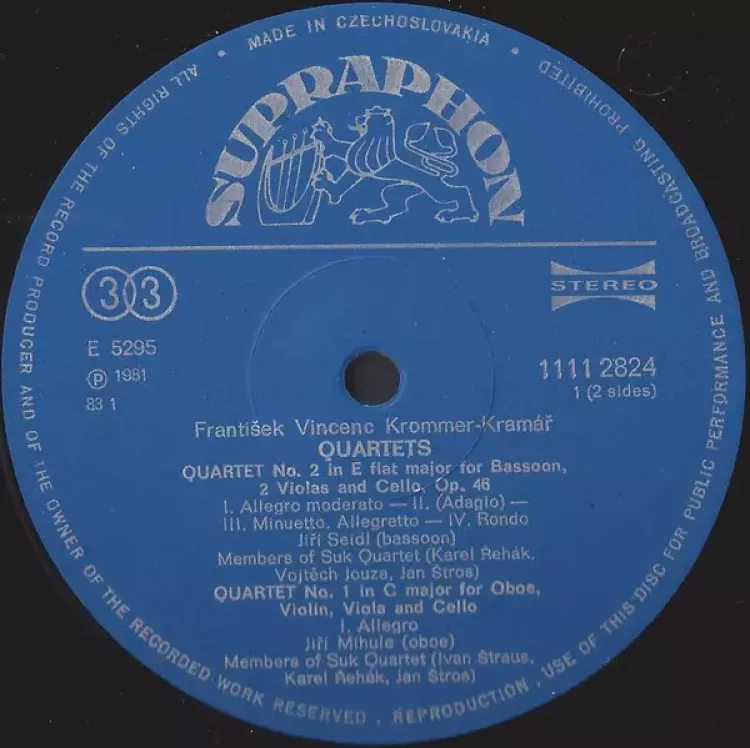 MADE IN CZECHOSLOVAKIA
ALL RIGHTS OF THE RECORD PRODUCER AND OF THE OWNER OF THE RECORDED WORK RESERVED . REPRODUCTION . USE OF THIS DISC FOR PUBLIC PERFORMANCE AND BROADCASTING PROHIBITED
SUPRAPHON
33
STEREO
E 5295
Ⓟ 1981
83 1
1111 2824
1 (2 sides)
František Vincenc Krommer-Kramář
QUARTETS
QUARTET No. 2 in E flat major for Bassoon,
2 Violas and Cello, Op. 46
I. Allegro moderato — II. (Adagio) —
III. Minuetto. Allegretto — IV. Rondo
Jiří Seidl (bassoon)
Members of Suk Quartet (Karel Řehák,
Vojtěch Jouza, Jan Štros)
QUARTET No. 1 in C major for Oboe,
Violin, Viola and Cello
I. Allegro
Jiří Mihule (oboe)
Members of Suk Quartet (Ivan Štraus,
Karel Řehák, Jan Štros)